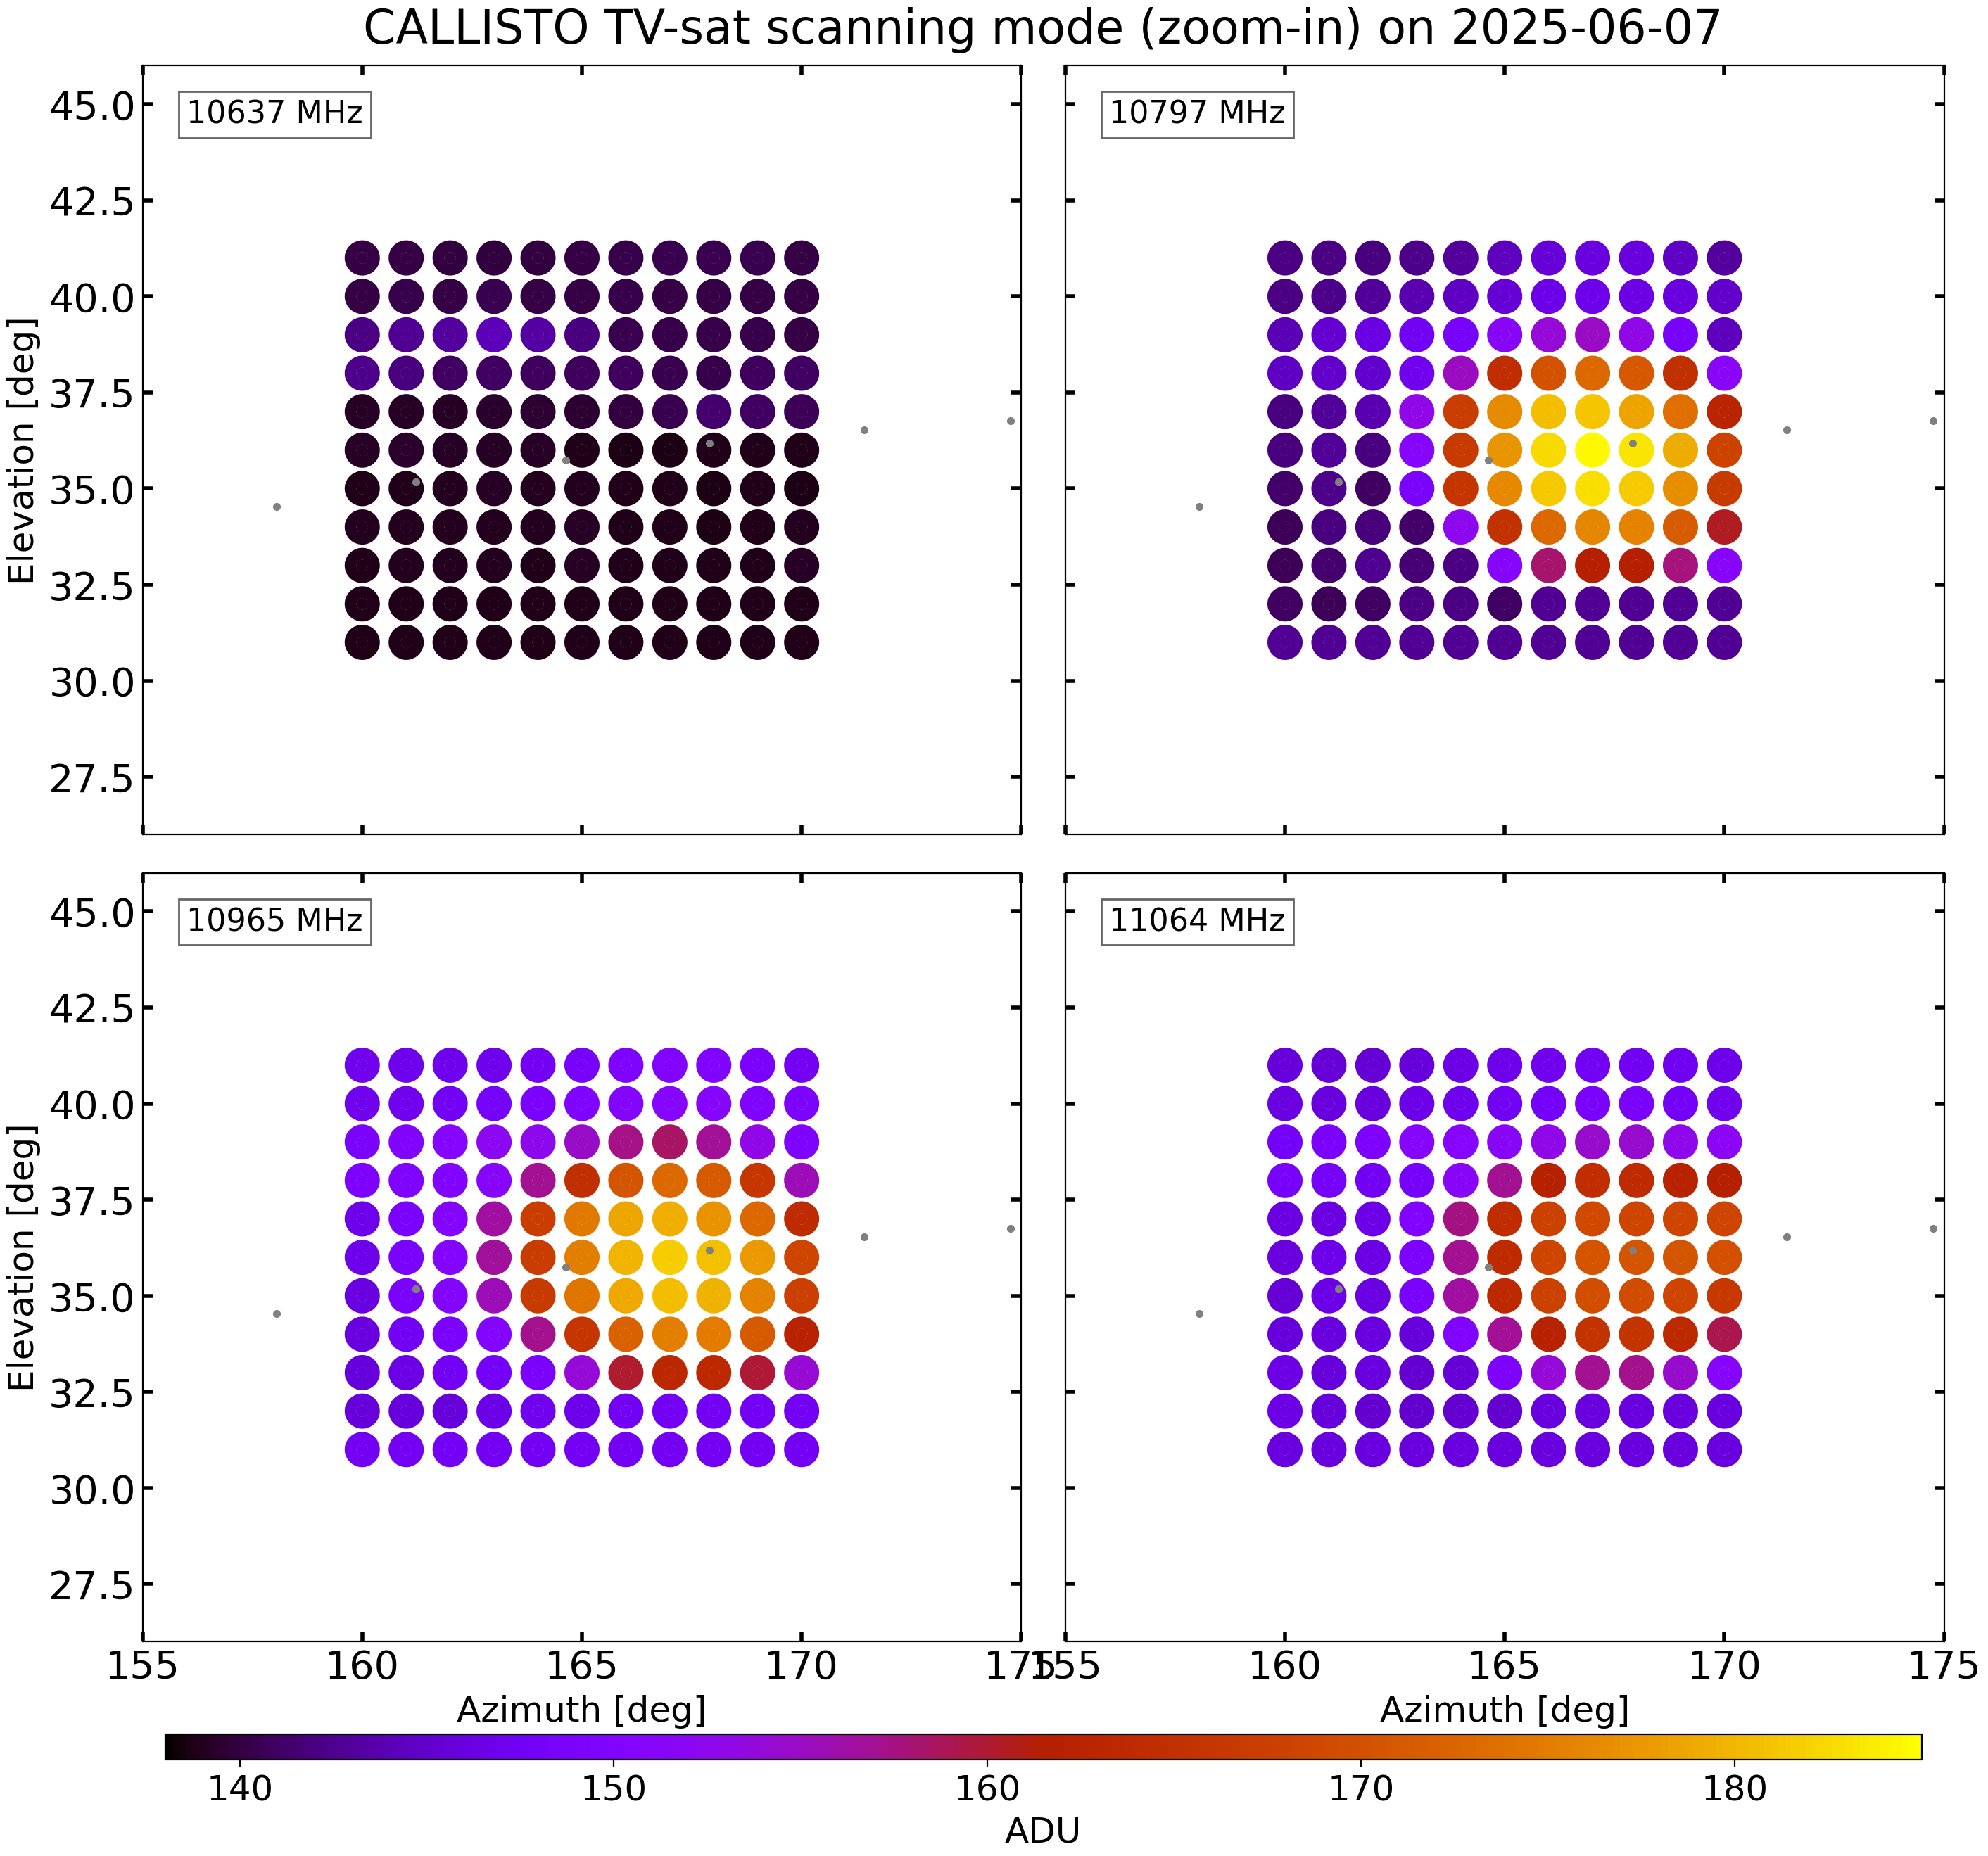 CALLISTO TV-sat scanning mode (zoom-in) on 2025-06-07
10637 MHz
10797 MHz
45.0
42.5
40.0
37.5
35.0
32.5
30.0
27.5
Elevation [deg]
10965 MHz
11064 MHz
45.0
42.5
40.0
37.5
35.0
32.5
30.0
27.5
Elevation [deg]
155 160 165 170 175
155 160 165 170 175
Azimuth [deg]
Azimuth [deg]
140 150 160 170 180
ADU